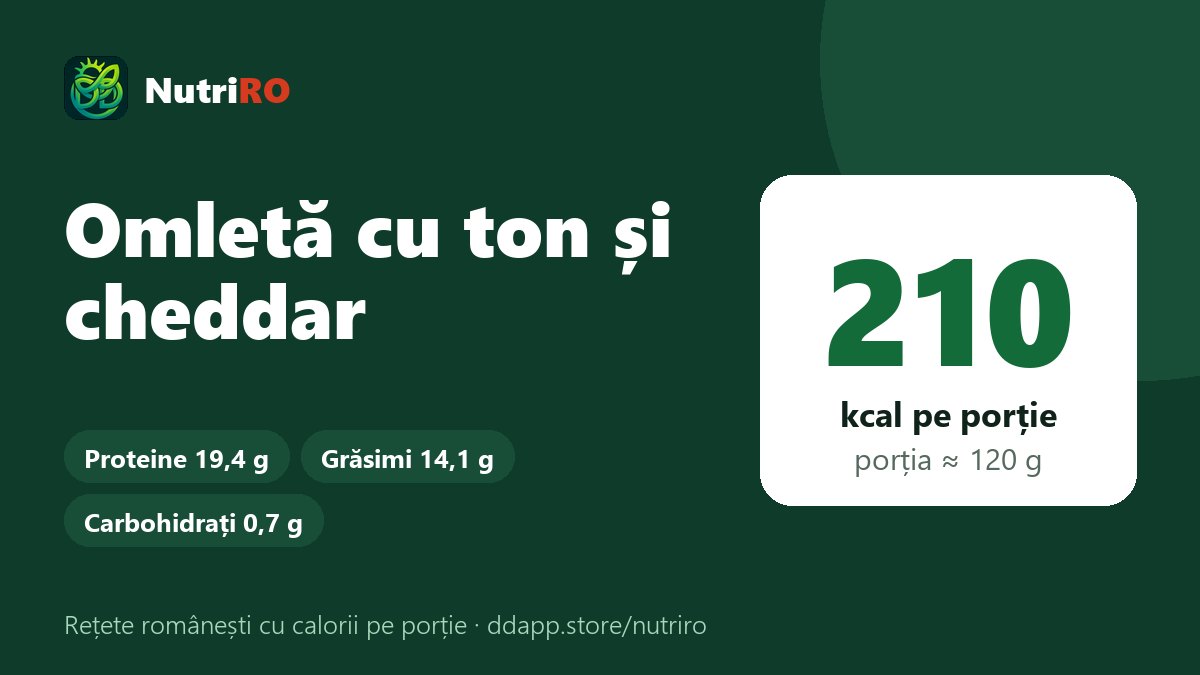 NutriRO
Omletă cu ton și
cheddar
Proteine 19,4 g
Grăsimi 14,1 g
Carbohidrați 0,7 g
210
kcal pe porție
porția ≈ 120 g
Rețete românești cu calorii pe porție · ddapp.store/nutriro